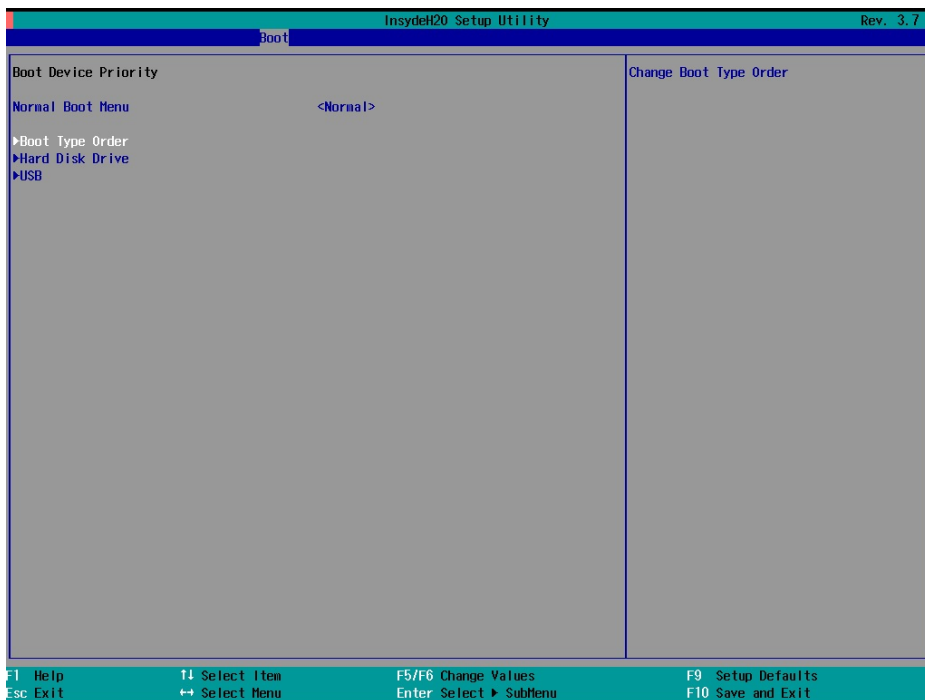 InsydeH20 Setup Utility Rev. 3.7
Boot
Boot Device Priority
Normal Boot Menu <Normal>
▶Boot Type Order
▶Hard Disk Drive
▶USB
Change Boot Type Order
F1 Help ↑↓ Select Item F5/F6 Change Values F9 Setup Defaults
Esc Exit ↔ Select Menu Enter Select ▶ SubMenu F10 Save and Exit